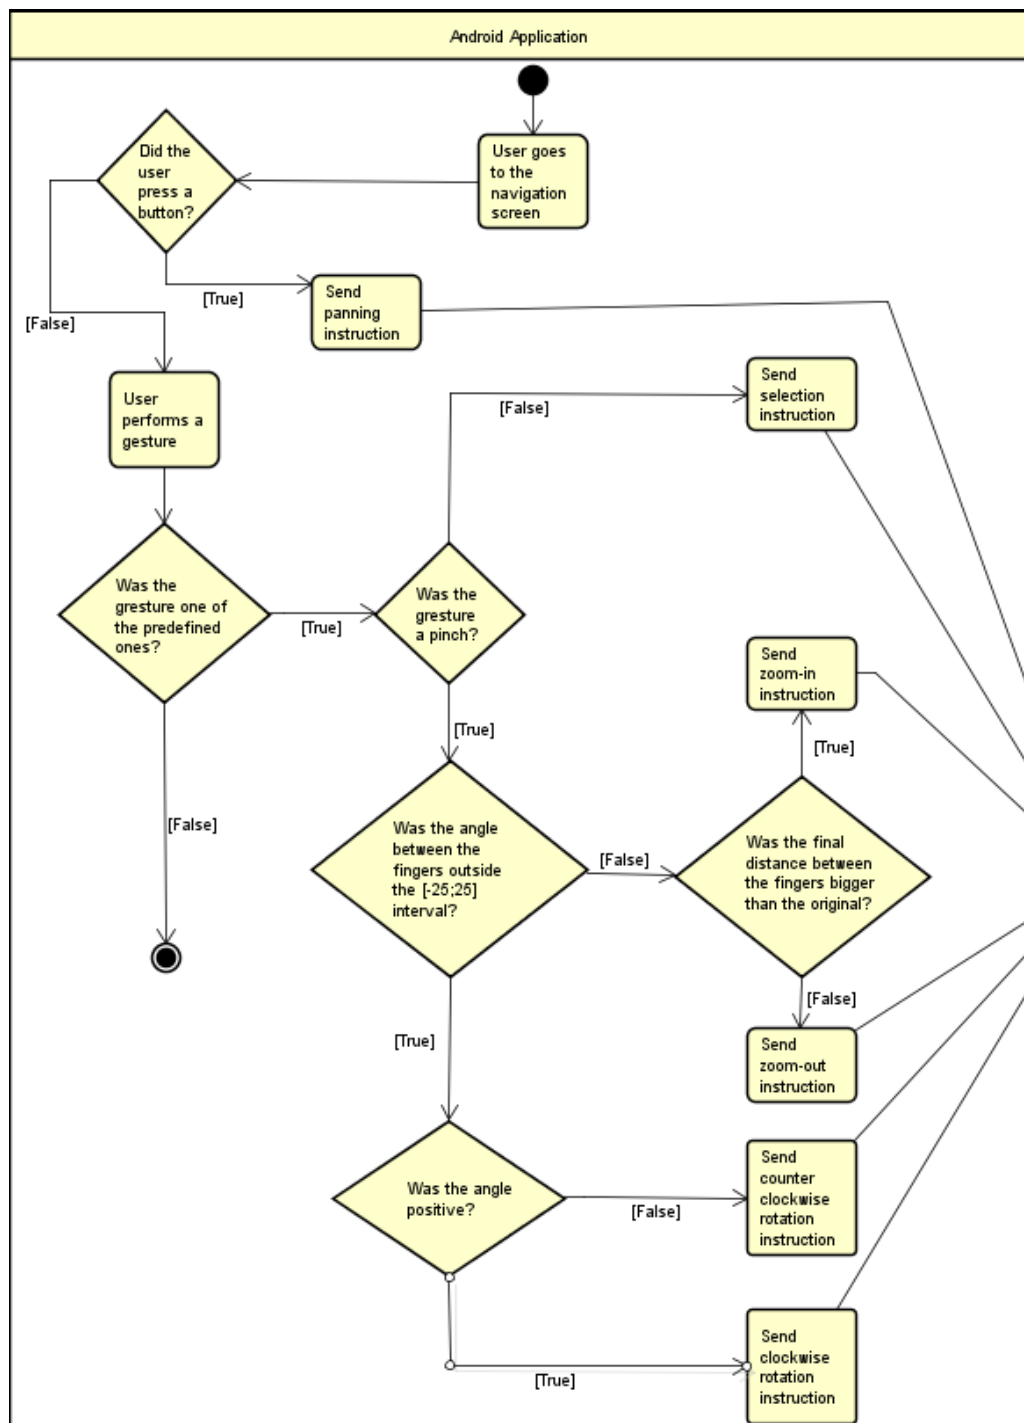 Android Application
Did the
user
press a
button?
User goes
to the
navigation
screen
[True]
[False]
Send
panning
instruction
User
performs a
gesture
[False]
Send
selection
instruction
Was the
gresture one of
the predefined
ones?
[True]
Was the
gresture
a pinch?
[True]
Send
zoom-in
instruction
[True]
[False]
Was the angle
between the
fingers outside
the [-25;25]
interval?
[False]
Was the final
distance between
the fingers bigger
than the original?
[False]
[True]
Send
zoom-out
instruction
Was the angle
positive?
[False]
Send
counter
clockwise
rotation
instruction
[True]
Send
clockwise
rotation
instruction